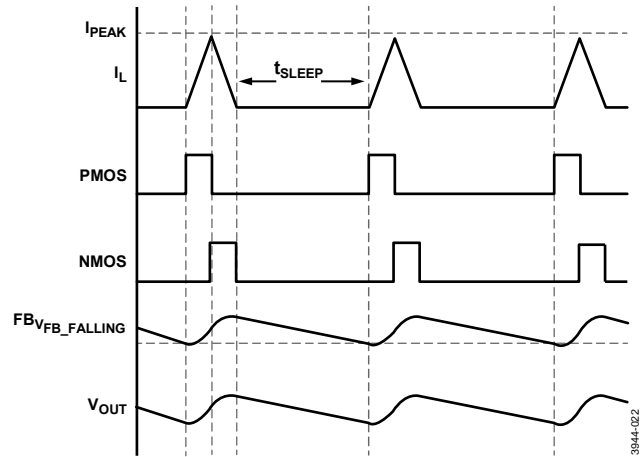 IPEAK
IL
tSLEEP
PMOS
NMOS
FBVFB_FALLING
VOUT
3944-022